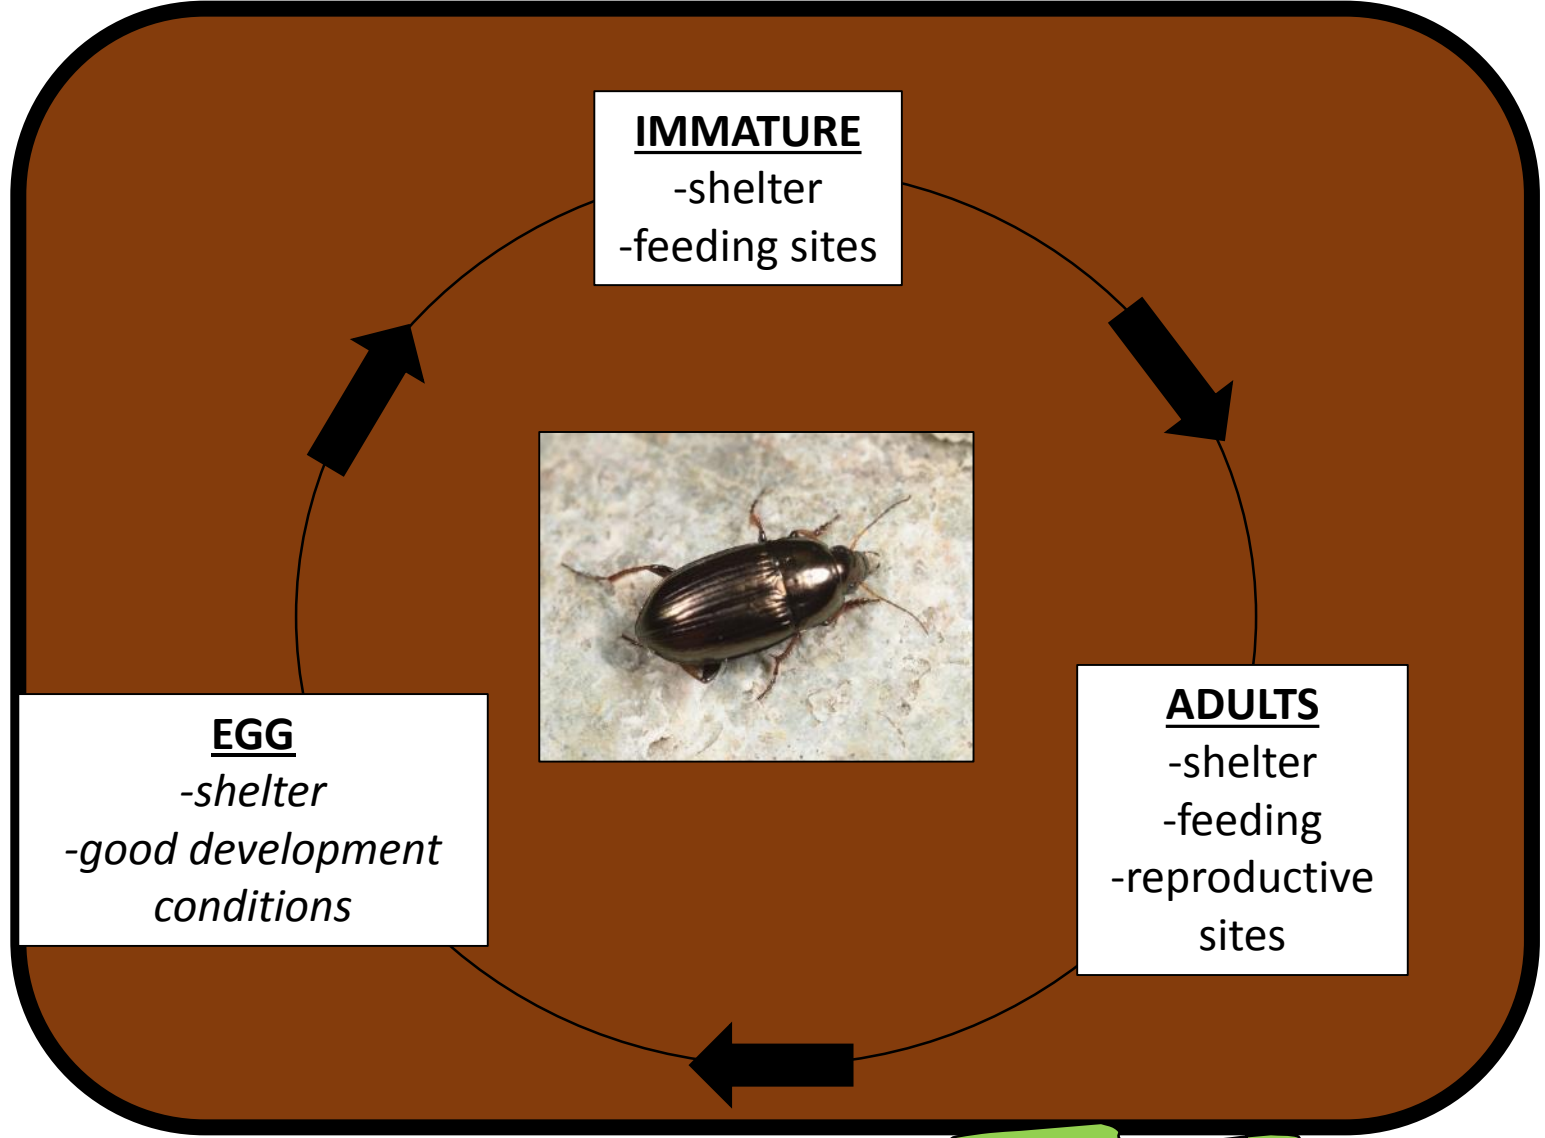 IMMATURE
-shelter
-feeding sites
EGG
-shelter
-good development
conditions
ADULTS
-shelter
-feeding
-reproductive
sites